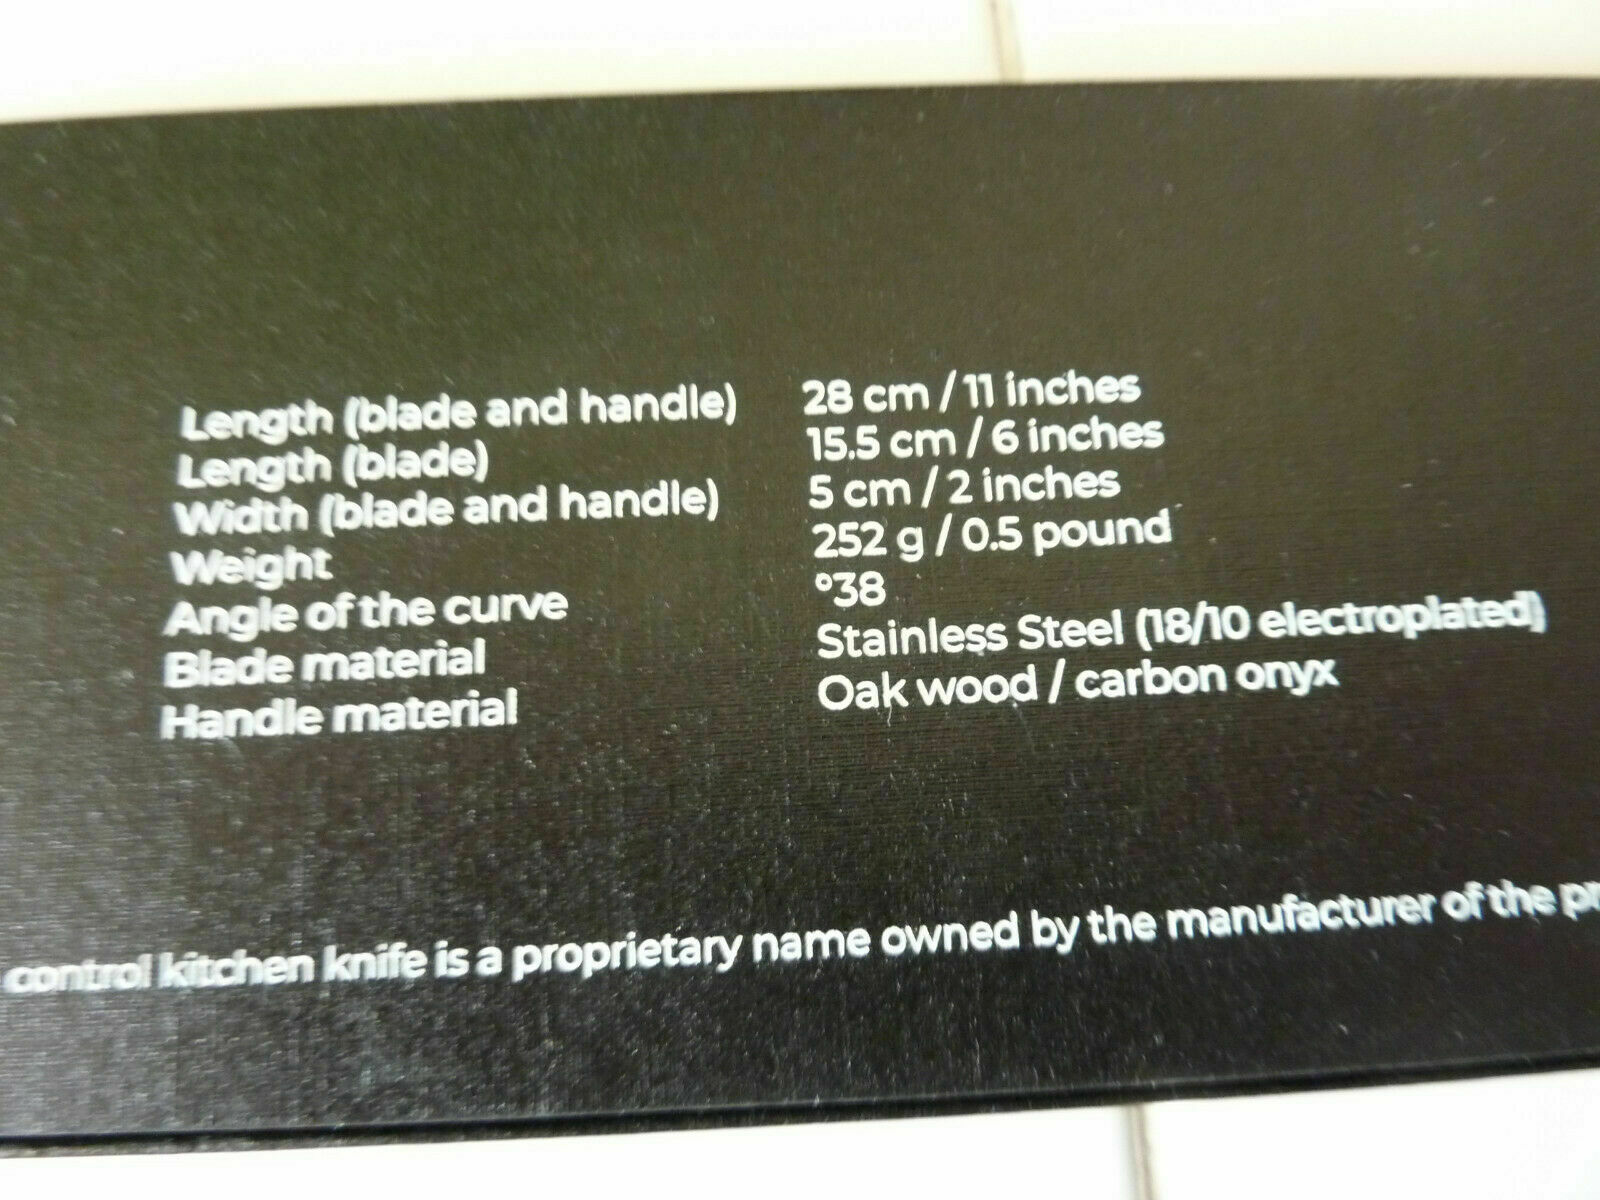 Length (blade and handle) 28 cm / 11 inches
Length (blade) 15.5 cm / 6 inches
Width (blade and handle) 5 cm / 2 inches
Weight 252 g / 0.5 pound
Angle of the curve °38
Blade material Stainless Steel (18/10 electroplated)
Handle material Oak wood / carbon onyx
control kitchen knife is a proprietary name owned by the manufacturer of the